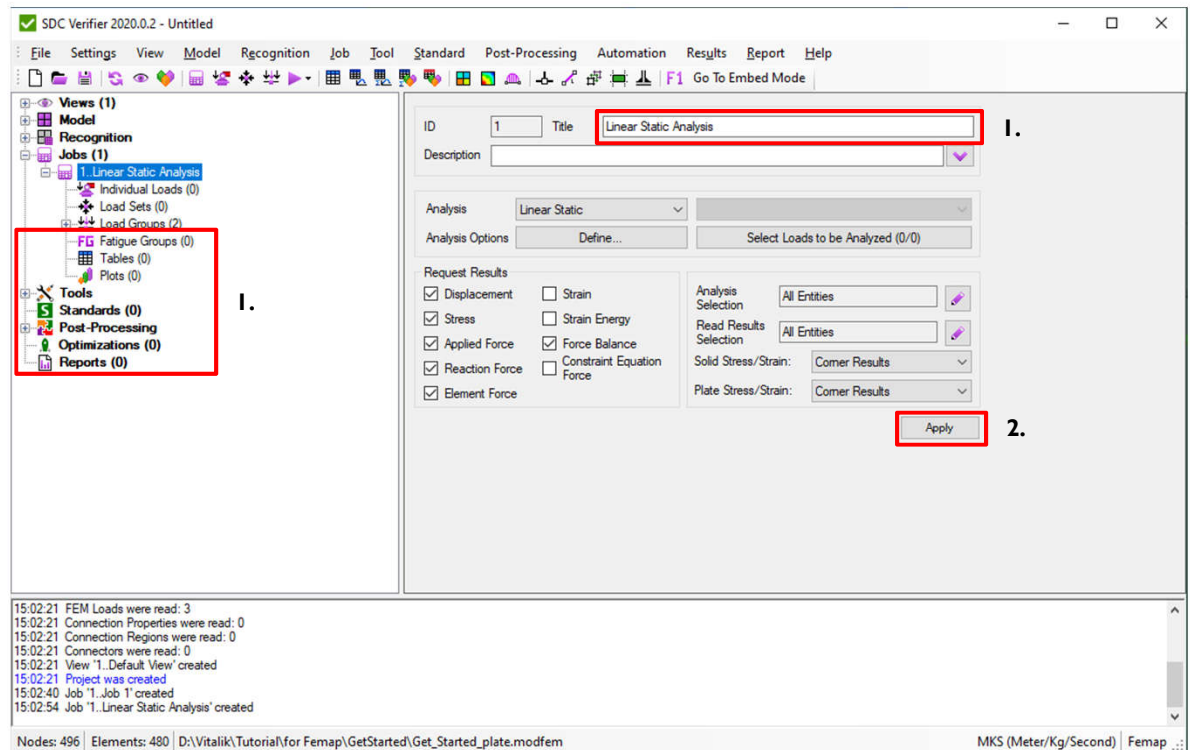 SDC Verifier 2020.0.2 - Untitled
File Settings View Model Recognition Job Tool Standard Post-Processing Automation Results Report Help
F1 Go To Embed Mode
Views (1)
Model
Recognition
Jobs (1)
1..Linear Static Analysis
Individual Loads (0)
Load Sets (0)
Load Groups (2)
FG Fatigue Groups (0)
Tables (0)
Plots (0)
Tools
S Standards (0)
Post-Processing
Optimizations (0)
Reports (0)
1.
ID 1 Title Linear Static Analysis
1.
Description
Analysis Linear Static
Analysis Options Define... Select Loads to be Analyzed (0/0)
Request Results
Displacement Strain
Stress Strain Energy
Applied Force Force Balance
Reaction Force Constraint Equation
Force
Element Force
Analysis
Selection All Entities
Read Results
Selection All Entities
Solid Stress/Strain: Corner Results
Plate Stress/Strain: Corner Results
Apply
2.
15:02:21 FEM Loads were read: 3
15:02:21 Connection Properties were read: 0
15:02:21 Connection Regions were read: 0
15:02:21 Connectors were read: 0
15:02:21 View '1..Default View' created
15:02:21 Project was created
15:02:40 Job '1..Job 1' created
15:02:54 Job '1..Linear Static Analysis' created
Nodes: 496 Elements: 480 D:\Vitalik\Tutorial\for Femap\GetStarted\Get_Started_plate.modfem MKS (Meter/Kg/Second) Femap